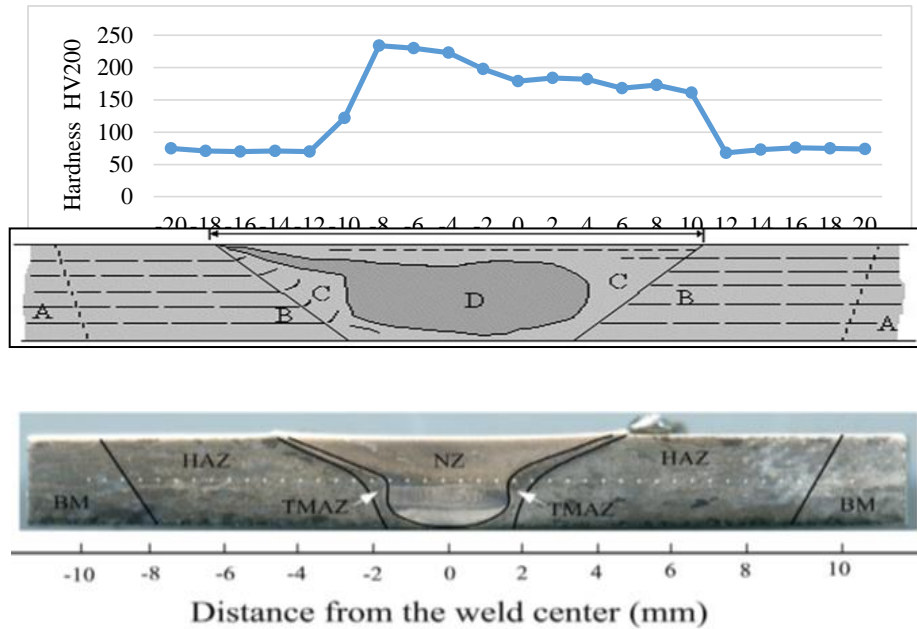 250
200
150
100
50
0
Hardness HV200
-20 -18 -16 -14 -12 -10 -8 -6 -4 -2 0 2 4 6 8 10 12 14 16 18 20
C C
D
B B
A A
HAZ NZ HAZ
BM TMAZ TMAZ BM
-10 -8 -6 -4 -2 0 2 4 6 8 10
Distance from the weld center (mm)